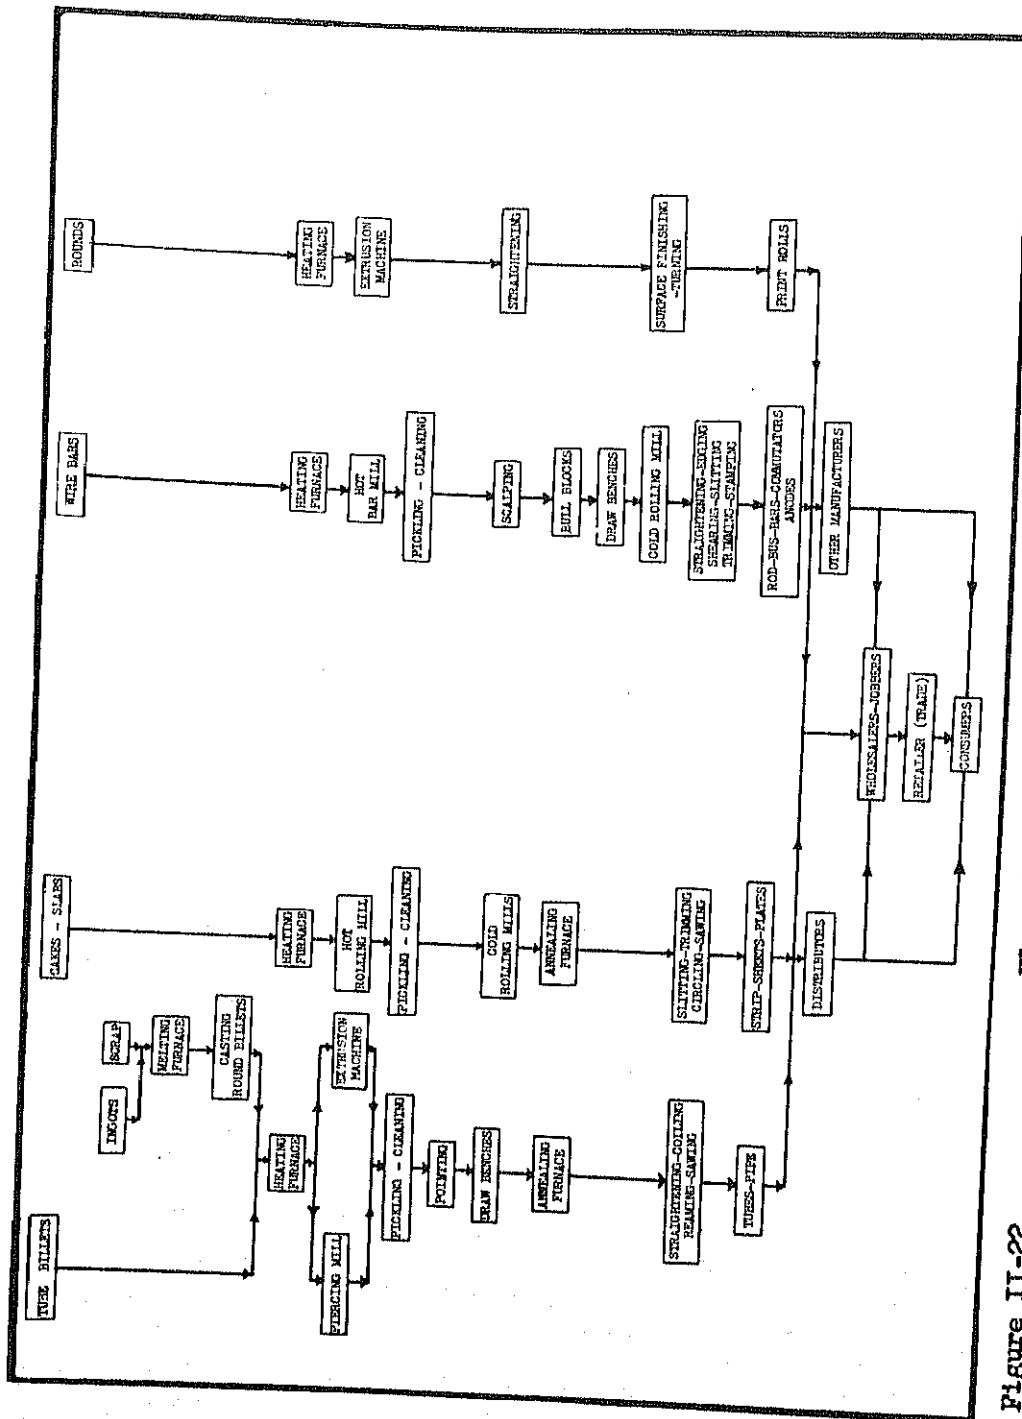 TUBE BILLETS
INGOTS
SCRAP
MELTING
FURNACE
CASTING
ROUND BILLETS
HEATING
FURNACE
PIERCING MILL
EXTRUSION
MACHINE
PICKLING - CLEANING
POINTING
DRAW BENCHES
ANNEALING
FURNACE
STRAIGHTENING-COILING
REAMING-SAWING
TUBES-PIPE
CAKES - SLABS
HEATING
FURNACE
HOT
ROLLING MILL
PICKLING - CLEANING
COLD
ROLLING MILLS
ANNEALING
FURNACE
SLITTING-TRIMMING
CIRCLING-SAWING
STRIP-SHEETS-PLATES
DISTRIBUTORS
WIRE BARS
HEATING
FURNACE
HOT
BAR MILL
PICKLING - CLEANING
SCALPING
BULL BLOCKS
DRAW BENCHES
COLD ROLLING MILL
STRAIGHTENING-EDGING
SHEARING-SLITTING
TRIMMING-STAMPING
ROD-BUS-BARS-COMMUTATORS
ANODES
OTHER MANUFACTURERS
ROUNDS
HEATING
FURNACE
EXTRUSION
MACHINE
STRAIGHTENING
SURFACE FINISHING
-TURNING
PRINT ROLLS
WHOLESALERS-JOBBERS
RETAILER (TRADE)
CONSUMERS
Figure II-22